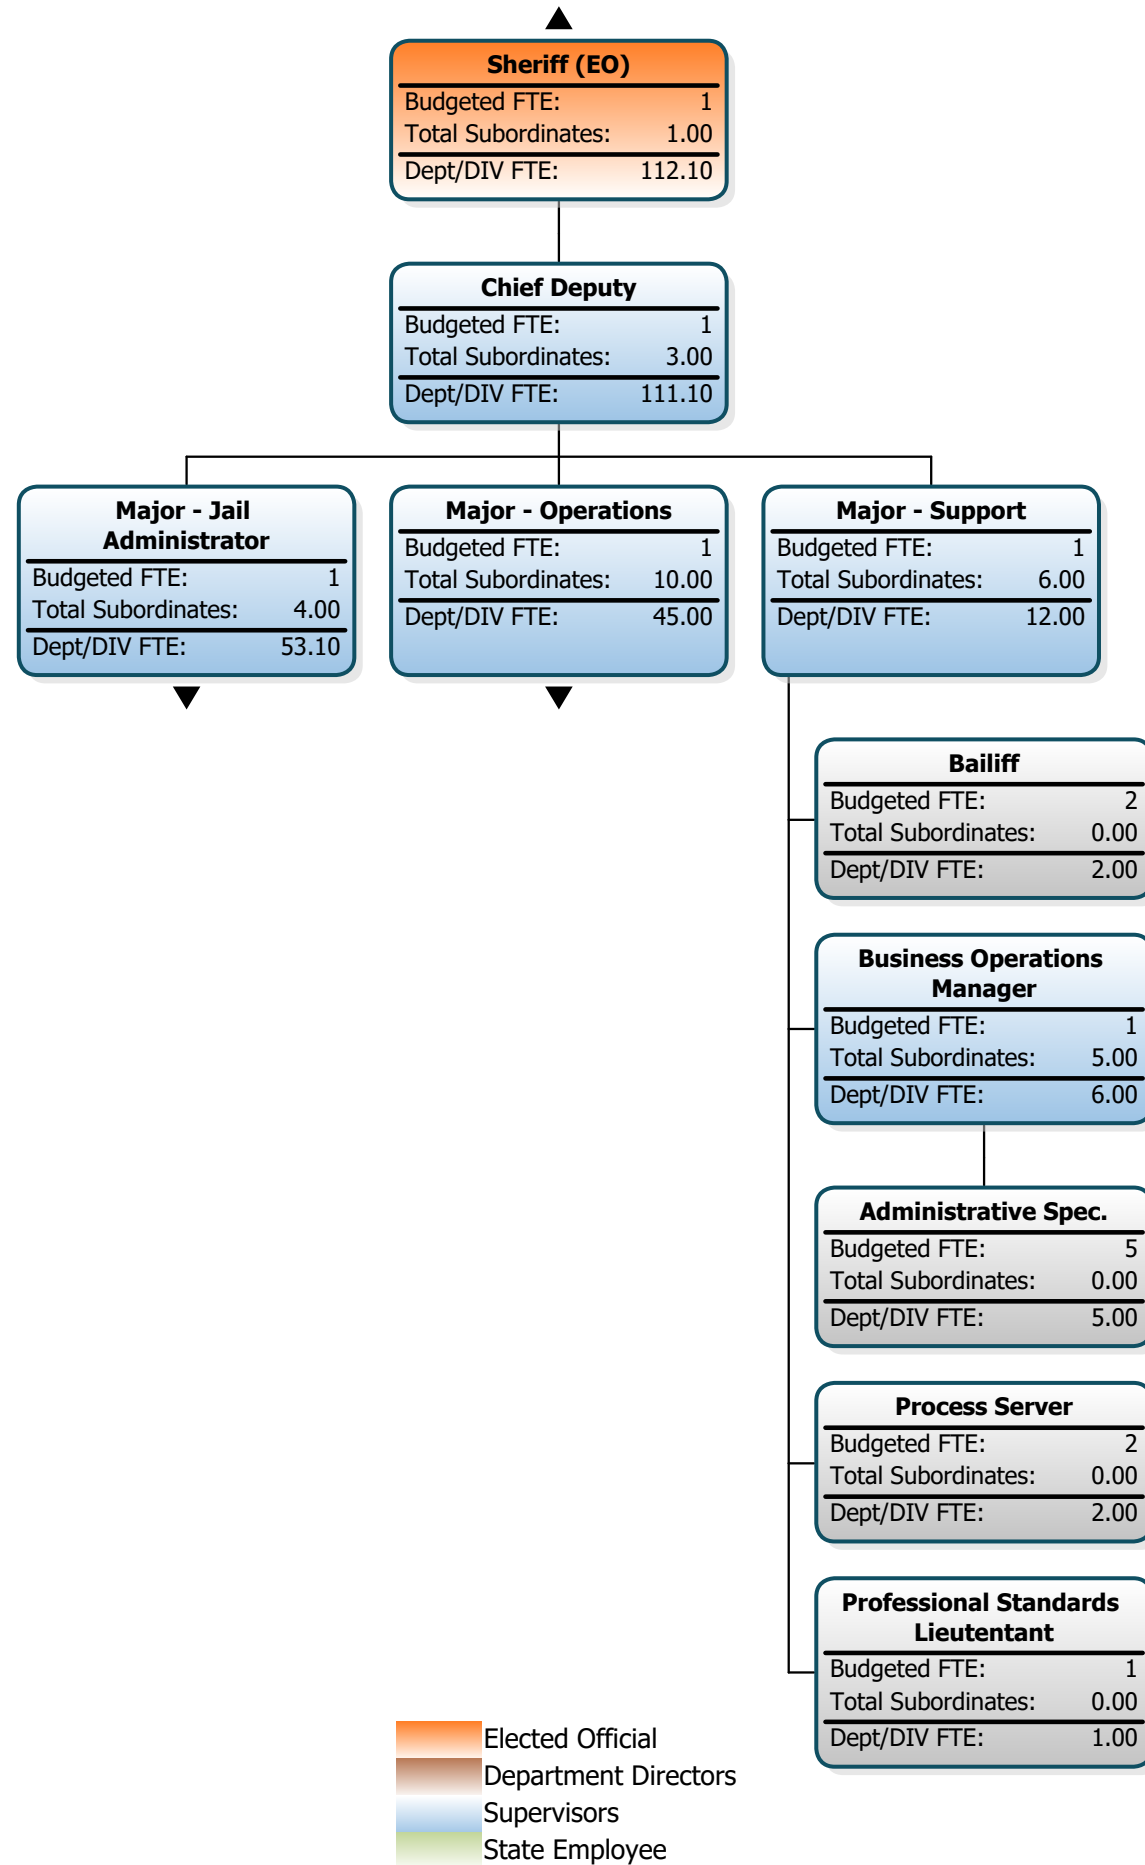 Sheriff (EO)
Budgeted FTE: 1
Total Subordinates: 1.00
Dept/DIV FTE: 112.10
Chief Deputy
Budgeted FTE: 1
Total Subordinates: 3.00
Dept/DIV FTE: 111.10
Major - Jail
Administrator
Budgeted FTE: 1
Total Subordinates: 4.00
Dept/DIV FTE: 53.10
Major - Operations
Budgeted FTE: 1
Total Subordinates: 10.00
Dept/DIV FTE: 45.00
Major - Support
Budgeted FTE: 1
Total Subordinates: 6.00
Dept/DIV FTE: 12.00
Bailiff
Budgeted FTE: 2
Total Subordinates: 0.00
Dept/DIV FTE: 2.00
Business Operations
Manager
Budgeted FTE: 1
Total Subordinates: 5.00
Dept/DIV FTE: 6.00
Administrative Spec.
Budgeted FTE: 5
Total Subordinates: 0.00
Dept/DIV FTE: 5.00
Process Server
Budgeted FTE: 2
Total Subordinates: 0.00
Dept/DIV FTE: 2.00
Professional Standards
Lieutentant
Budgeted FTE: 1
Total Subordinates: 0.00
Dept/DIV FTE: 1.00
Elected Official
Department Directors
Supervisors
State Employee